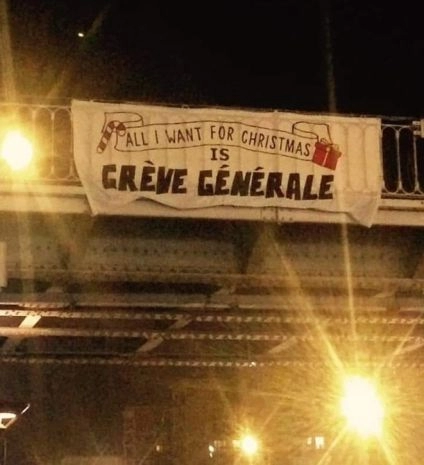 ALL I WANT FOR CHRISTMAS
IS
GRÈVE GÉNÉRALE